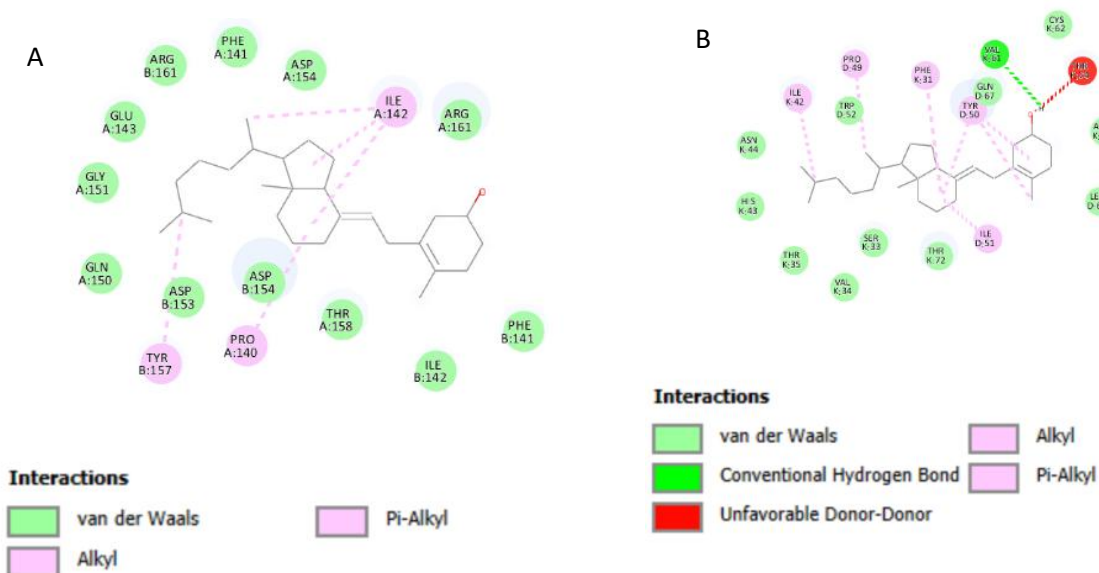 A
PHE
A:141
ARG
B:161
ASP
A:154
ILE
A:142
ARG
A:161
GLU
A:143
GLY
A:151
GLN
A:150
ASP
B:153
ASP
B:154
THR
A:158
PHE
B:141
TYR
B:157
PRO
A:140
ILE
B:142
Interactions
van der Waals
Pi-Alkyl
Alkyl
B
CYS
K:62
VAL
K:61
PRO
D:49
PHE
K:31
GLN
D:67
ILE
K:42
TRP
D:52
TYR
D:50
ASN
K:44
HIS
K:43
SER
K:33
THR
K:72
ILE
D:51
THR
K:35
VAL
K:34
Interactions
van der Waals
Alkyl
Conventional Hydrogen Bond
Pi-Alkyl
Unfavorable Donor-Donor